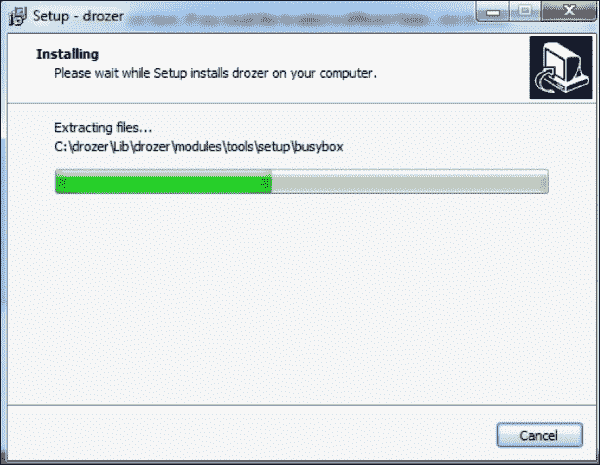 Setup - drozer
Installing
Please wait while Setup installs drozer on your computer.
Extracting files...
C:\drozer\Lib\drozer\modules\tools\setup\busybox
Cancel